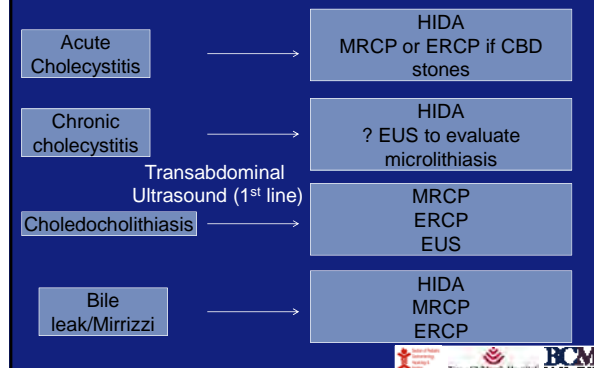 Acute
Cholecystitis
HIDA
MRCP or ERCP if CBD
stones
Chronic
cholecystitis
HIDA
? EUS to evaluate
microlithiasis
Transabdominal
Ultrasound (1st line)
Choledocholithiasis
MRCP
ERCP
EUS
Bile
leak/Mirrizzi
HIDA
MRCP
ERCP
BCM